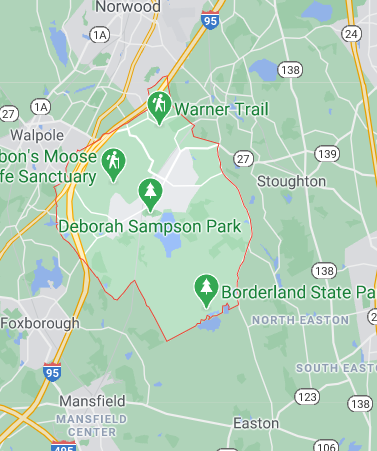 Norwood
95
1A
24
138
Warner Trail
27
1A
Walpole
bon's Moose
fe Sanctuary
27
139
Stoughton
Deborah Sampson Park
138
Borderland State Pa
2
NORTH EASTON
Foxborough
95
SOUTH EAST
123
138
Mansfield
MANSFIELD
CENTER
Easton
106
495